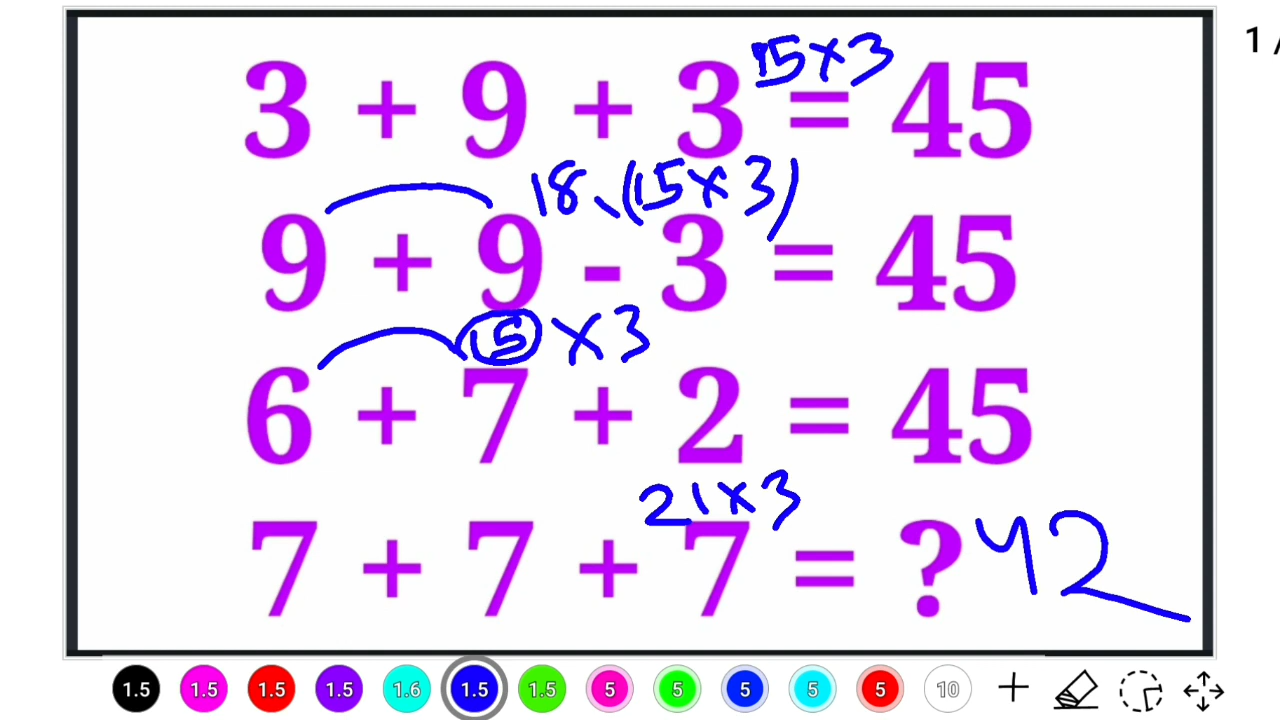 1 /
15 x 3
3 + 9 + 3 = 45
18 \ (15 x 3)
9 + 9 - 3 = 45
15 x 3
6 + 7 + 2 = 45
21 x 3
7 + 7 + 7 = ? 42
1.5 1.5 1.5 1.5 1.6 1.5 1.5 5 5 5 5 5 10